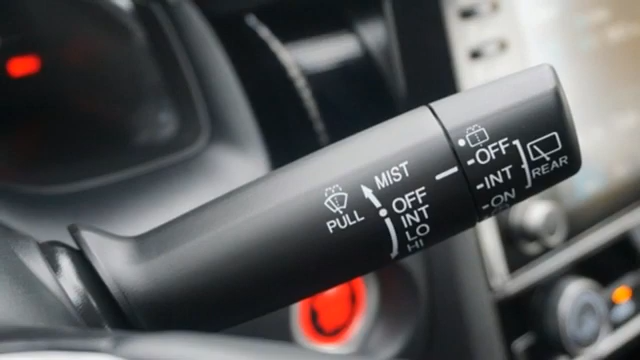 PULL
MIST
OFF
INT
LO
HI
-OFF
-INT
-ON
REAR